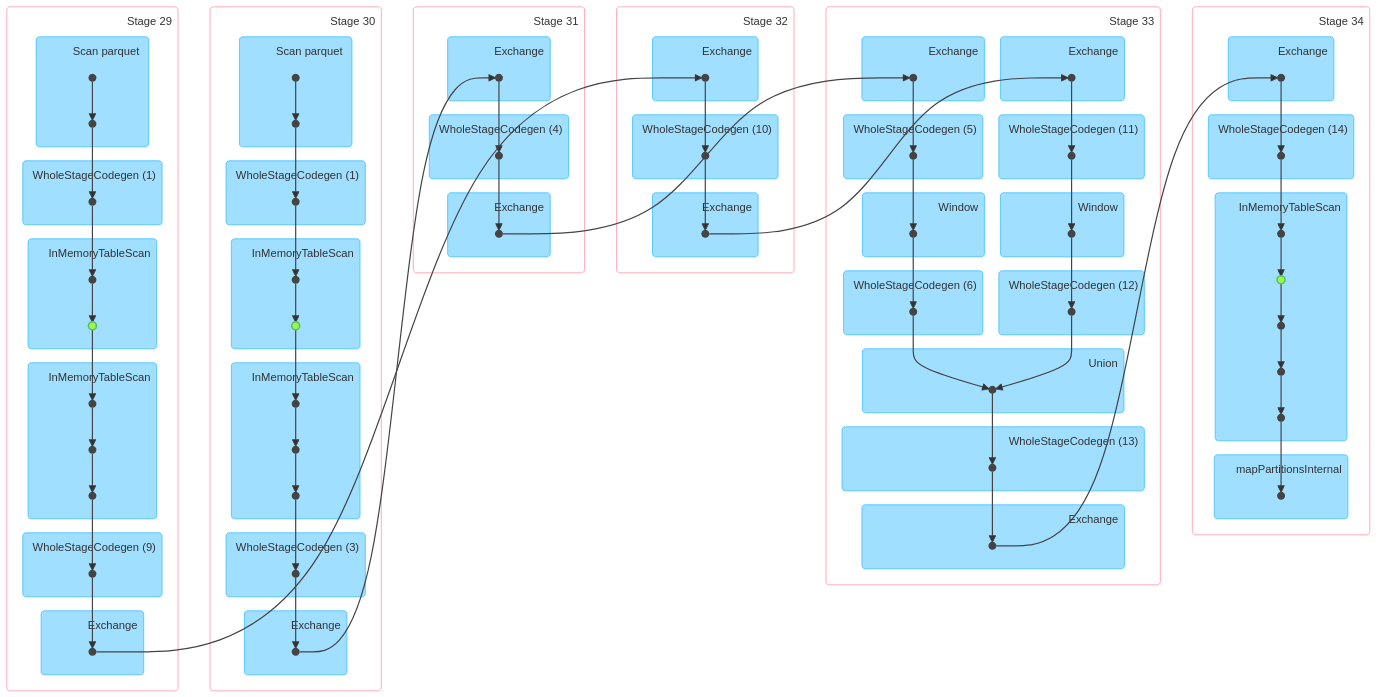 Stage 29
Scan parquet
WholeStageCodegen (1)
InMemoryTableScan
InMemoryTableScan
WholeStageCodegen (9)
Exchange
Stage 30
Scan parquet
WholeStageCodegen (1)
InMemoryTableScan
InMemoryTableScan
WholeStageCodegen (3)
Exchange
Stage 31
Exchange
WholeStageCodegen (4)
Exchange
Stage 32
Exchange
WholeStageCodegen (10)
Exchange
Stage 33
Exchange
Exchange
WholeStageCodegen (5)
WholeStageCodegen (11)
Window
Window
WholeStageCodegen (6)
WholeStageCodegen (12)
Union
WholeStageCodegen (13)
Exchange
Stage 34
Exchange
WholeStageCodegen (14)
InMemoryTableScan
mapPartitionsInternal